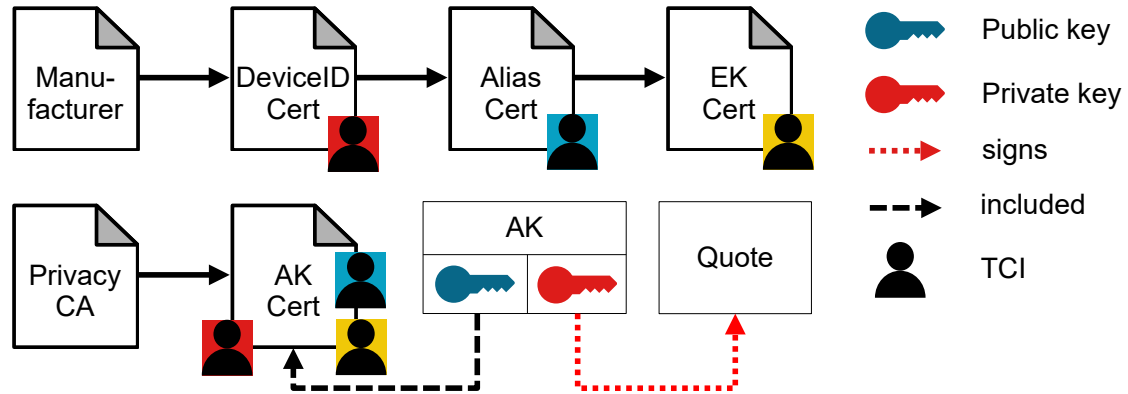 Manu-
facturer
DeviceID
Cert
Alias
Cert
EK
Cert
Public key
Private key
signs
included
TCI
Privacy
CA
AK
Cert
AK
Quote